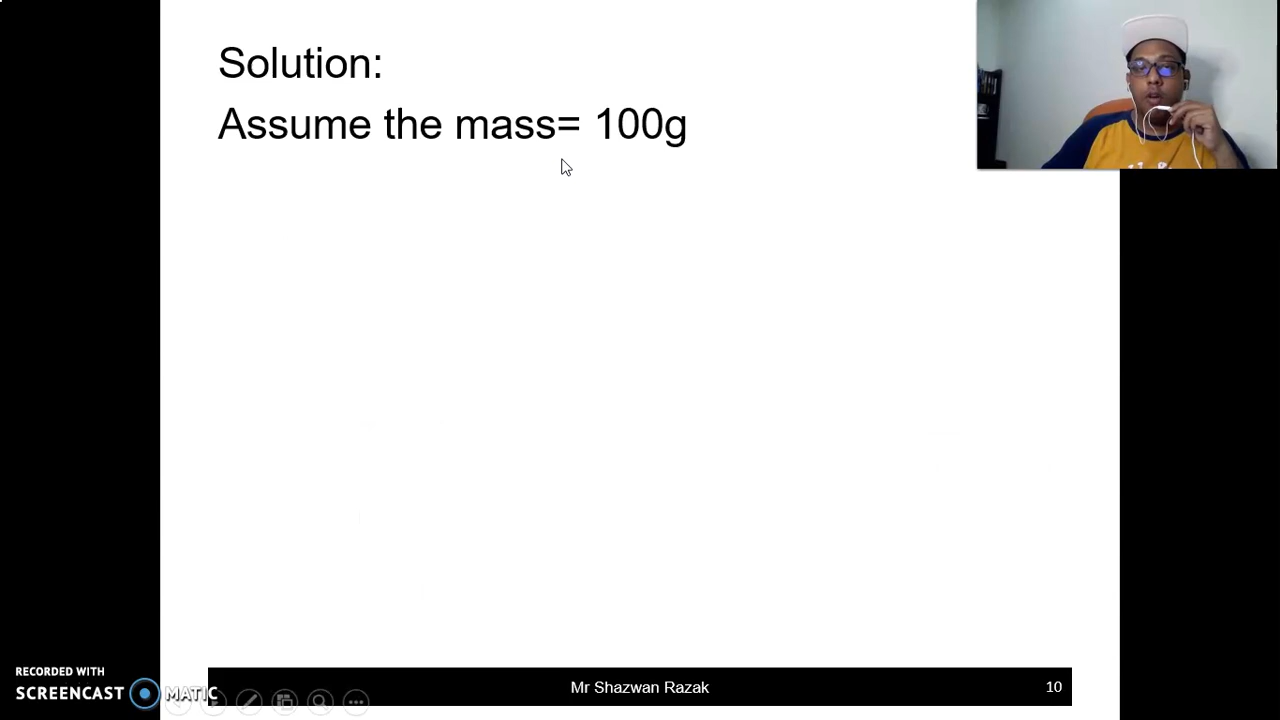 Solution:
Assume the mass= 100g
RECORDED WITH
SCREENCAST MATIC
Mr Shazwan Razak
10